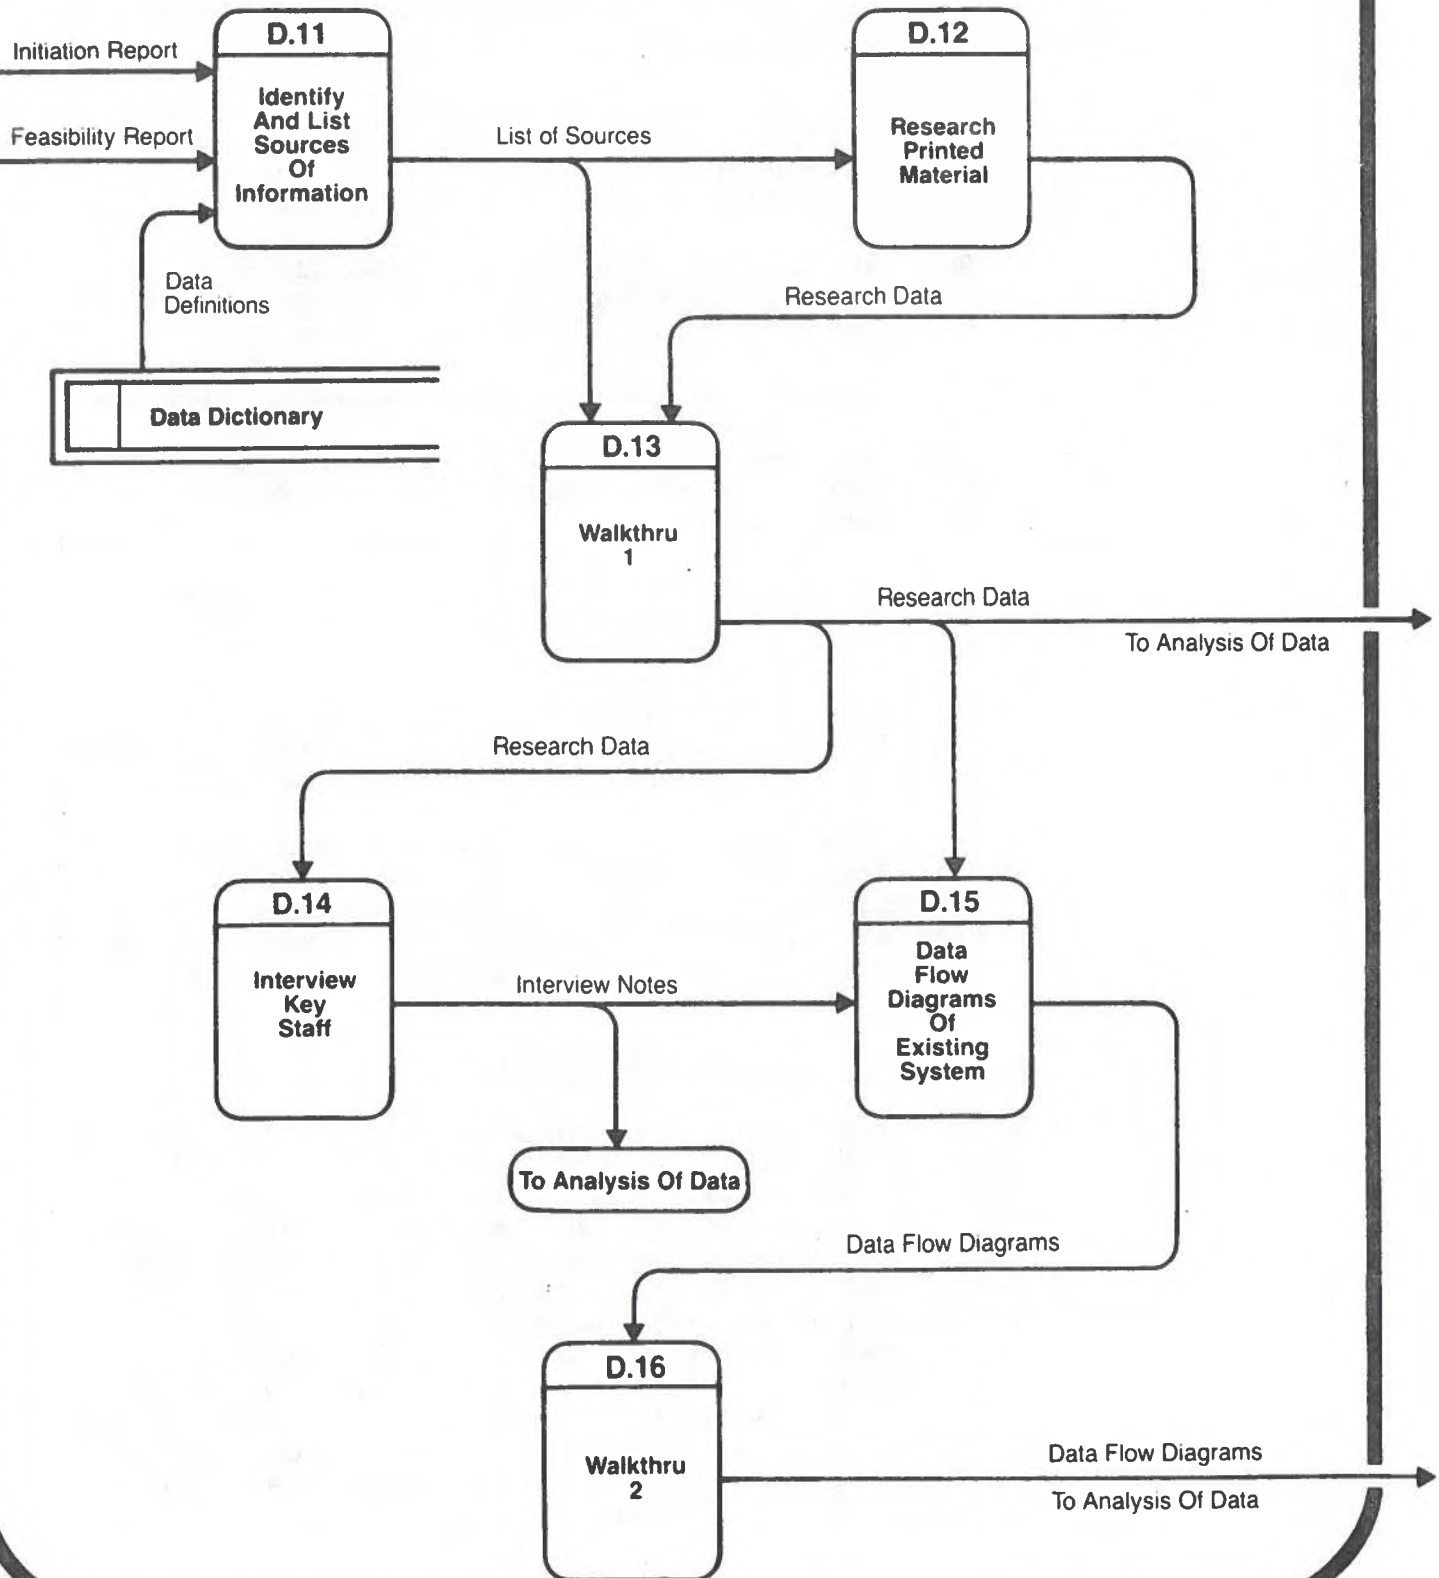 D.11
D.12
Initiation Report
Identify
And List
Sources
Of
Information
Feasibility Report
List of Sources
Research
Printed
Material
Data
Definitions
Research Data
Data Dictionary
D.13
Walkthru
1
Research Data
To Analysis Of Data
Research Data
D.14
D.15
Interview
Key
Staff
Interview Notes
Data
Flow
Diagrams
Of
Existing
System
To Analysis Of Data
Data Flow Diagrams
D.16
Walkthru
2
Data Flow Diagrams
To Analysis Of Data